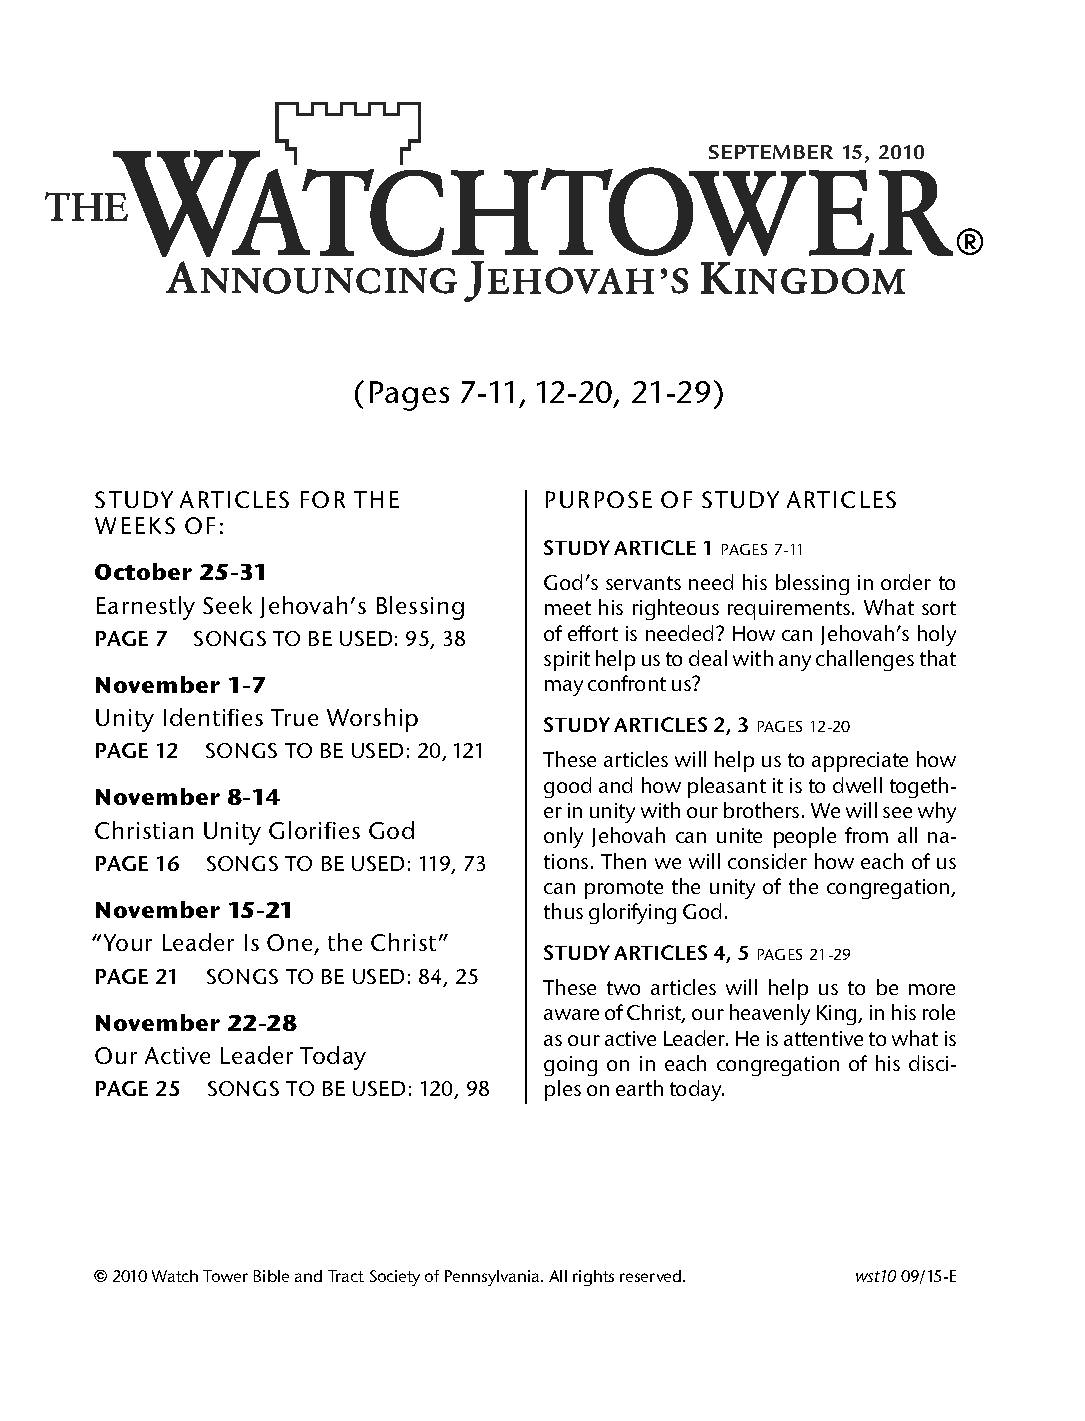 SEPTEMBER 15, 2010
THE WATCHTOWER®
ANNOUNCING JEHOVAH’S KINGDOM
(Pages 7-11, 12-20, 21-29)
STUDY ARTICLES FOR THE
WEEKS OF:
October 25-31
Earnestly Seek Jehovah’s Blessing
PAGE 7 SONGS TO BE USED: 95, 38
November 1-7
Unity Identifies True Worship
PAGE 12 SONGS TO BE USED: 20, 121
November 8-14
Christian Unity Glorifies God
PAGE 16 SONGS TO BE USED: 119, 73
November 15-21
“Your Leader Is One, the Christ”
PAGE 21 SONGS TO BE USED: 84, 25
November 22-28
Our Active Leader Today
PAGE 25 SONGS TO BE USED: 120, 98
PURPOSE OF STUDY ARTICLES
STUDY ARTICLE 1 PAGES 7-11
God’s servants need his blessing in order to
meet his righteous requirements. What sort
of effort is needed? How can Jehovah’s holy
spirit help us to deal with any challenges that
may confront us?
STUDY ARTICLES 2, 3 PAGES 12-20
These articles will help us to appreciate how
good and how pleasant it is to dwell togeth-
er in unity with our brothers. We will see why
only Jehovah can unite people from all na-
tions. Then we will consider how each of us
can promote the unity of the congregation,
thus glorifying God.
STUDY ARTICLES 4, 5 PAGES 21-29
These two articles will help us to be more
aware of Christ, our heavenly King, in his role
as our active Leader. He is attentive to what is
going on in each congregation of his disci-
ples on earth today.
© 2010 Watch Tower Bible and Tract Society of Pennsylvania. All rights reserved.
wst10 09/15-E